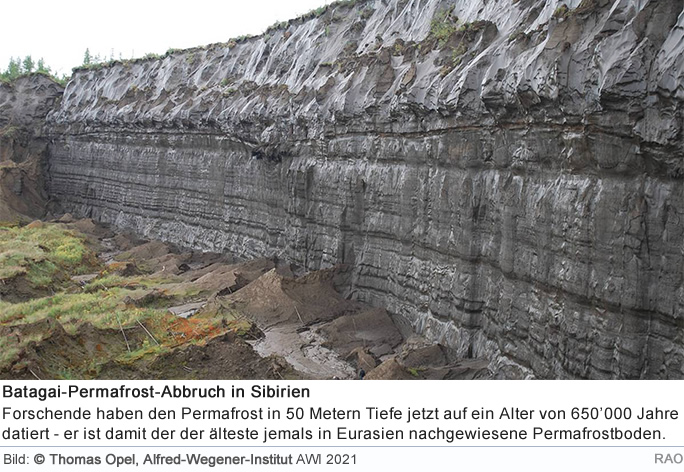 Batagai-Permafrost-Abbruch in Sibirien
Forschende haben den Permafrost in 50 Metern Tiefe jetzt auf ein Alter von 650'000 Jahre
datiert - er ist damit der der älteste jemals in Eurasien nachgewiesene Permafrostboden.
Bild: © Thomas Opel, Alfred-Wegener-Institut AWI 2021 RAO